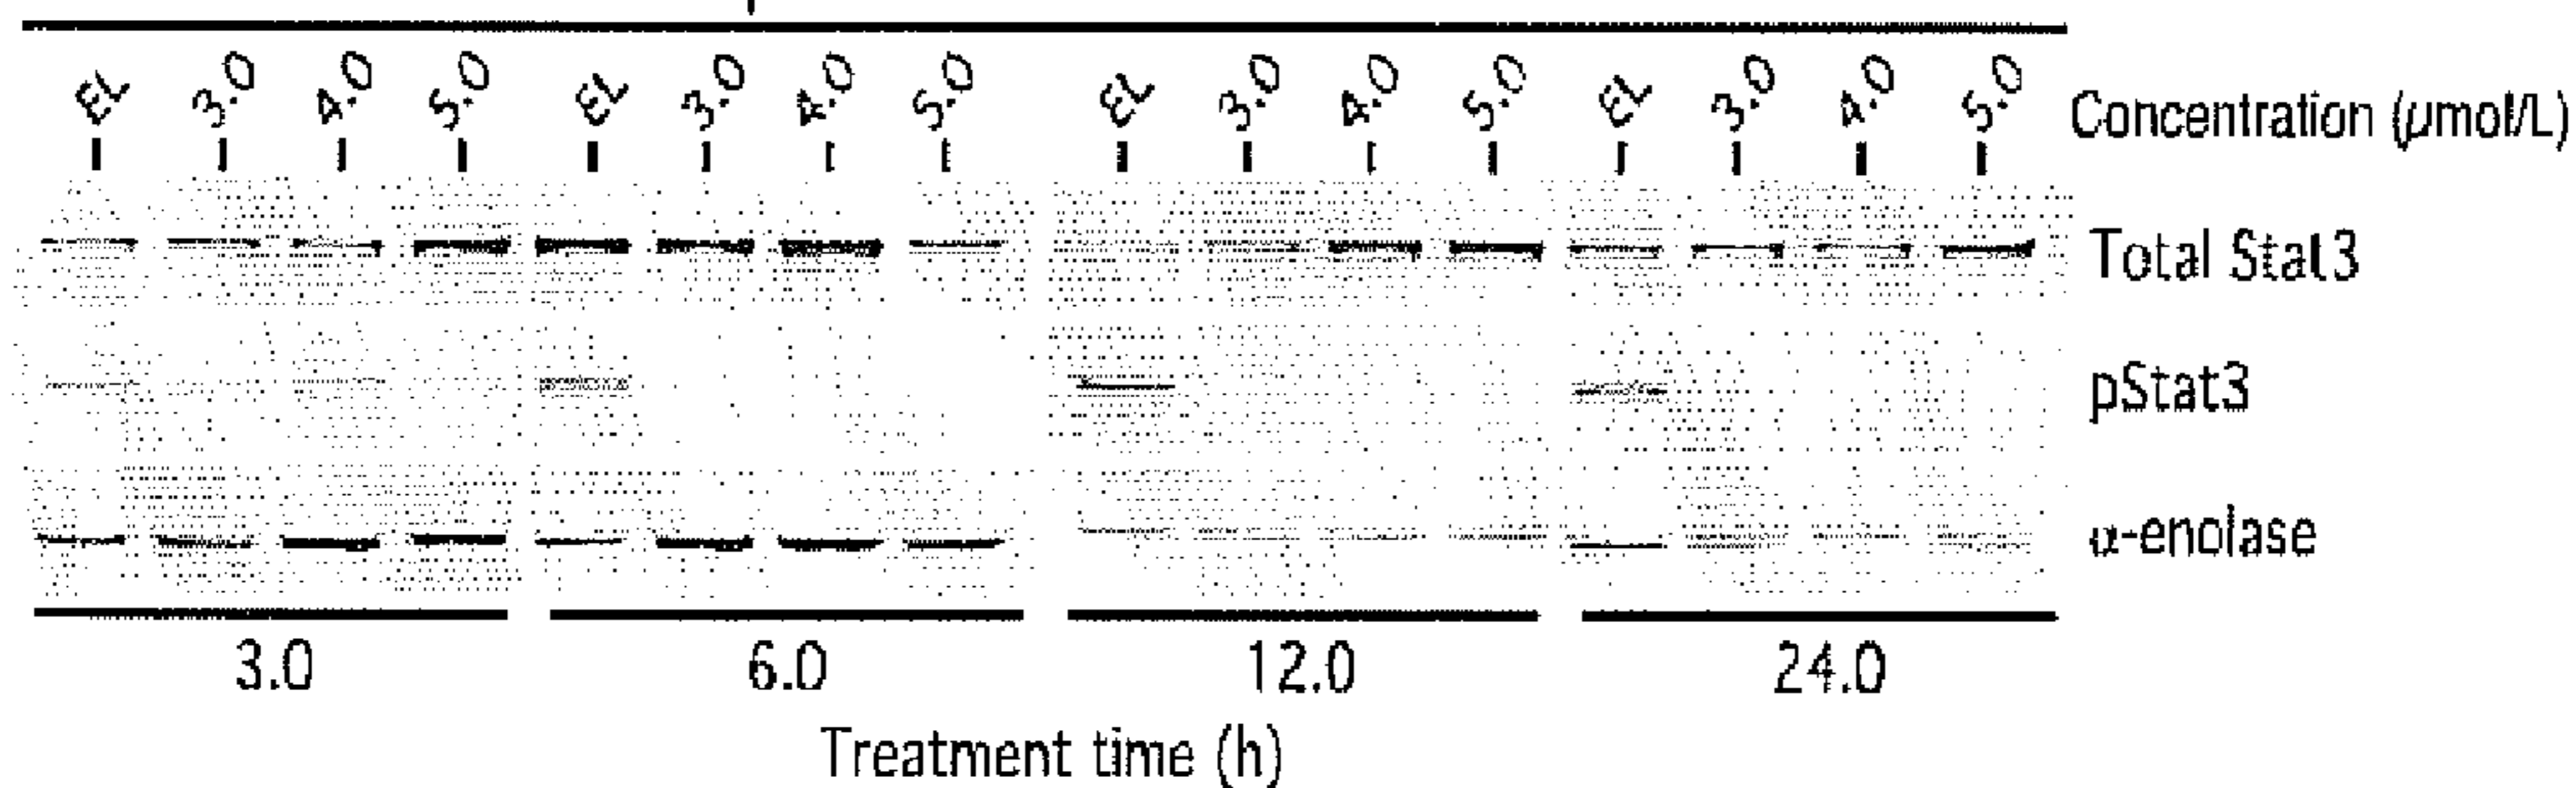 EL 3.0 4.0 5.0 EL 3.0 4.0 5.0 EL 3.0 4.0 5.0 EL 3.0 4.0 5.0 Concentration (µmol/L)
Total Stat3
pStat3
α-enolase
3.0 6.0 12.0 24.0
Treatment time (h)